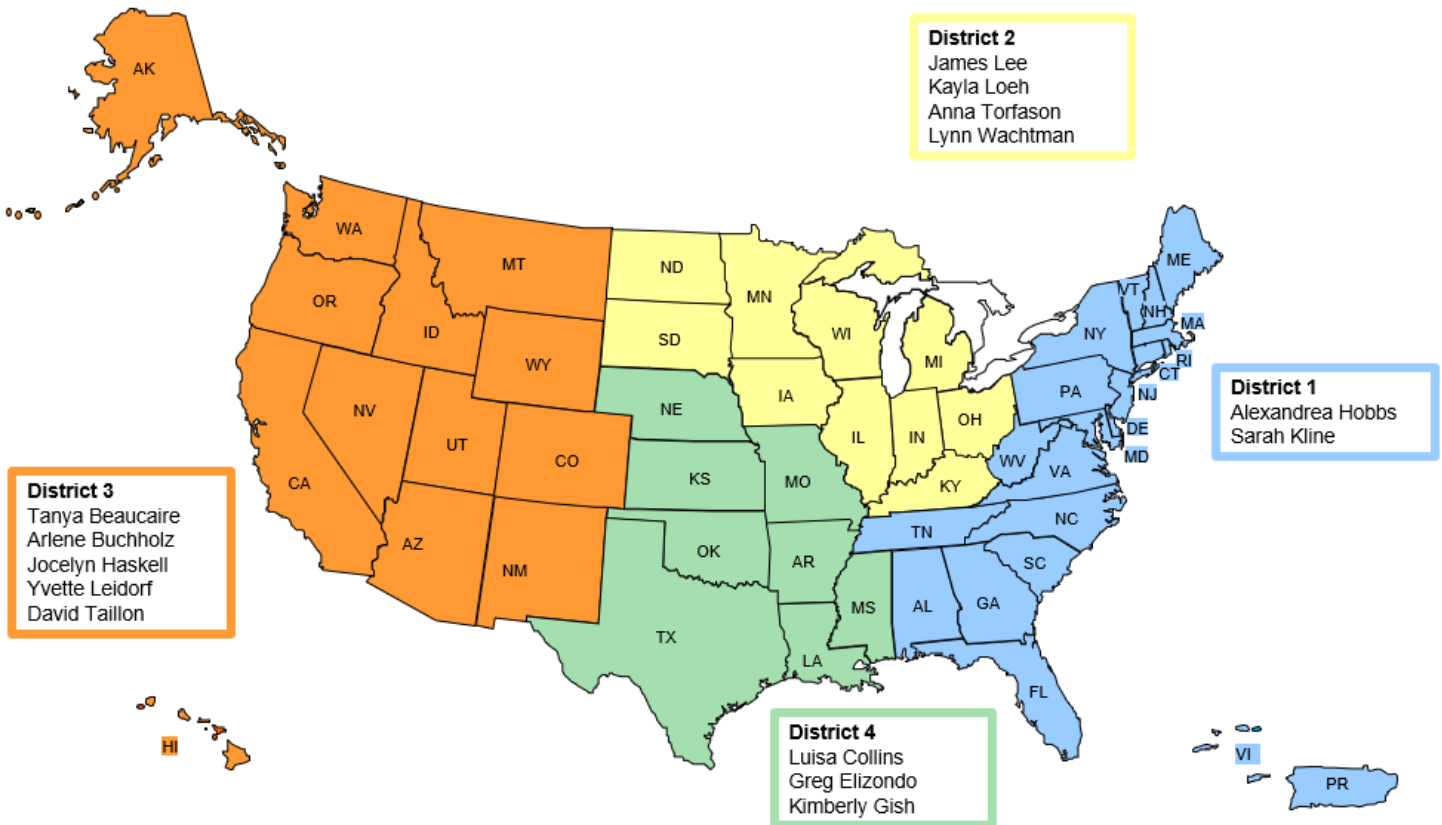 AK
District 2
James Lee
Kayla Loeh
Anna Torfason
Lynn Wachtman
WA
MT
ND
MN
ME
VT
NH
OR
ID
SD
WI
MI
NY
MA
RI
CT
WY
NV
NE
IA
PA
NJ
UT
CO
IL
IN
OH
DE
MD
District 1
Alexandrea Hobbs
Sarah Kline
CA
KS
MO
WV
VA
KY
District 3
Tanya Beaucaire
Arlene Buchholz
Jocelyn Haskell
Yvette Leidorf
David Taillon
AZ
NM
OK
AR
TN
NC
SC
TX
MS
AL
GA
LA
FL
HI
District 4
Luisa Collins
Greg Elizondo
Kimberly Gish
VI
PR